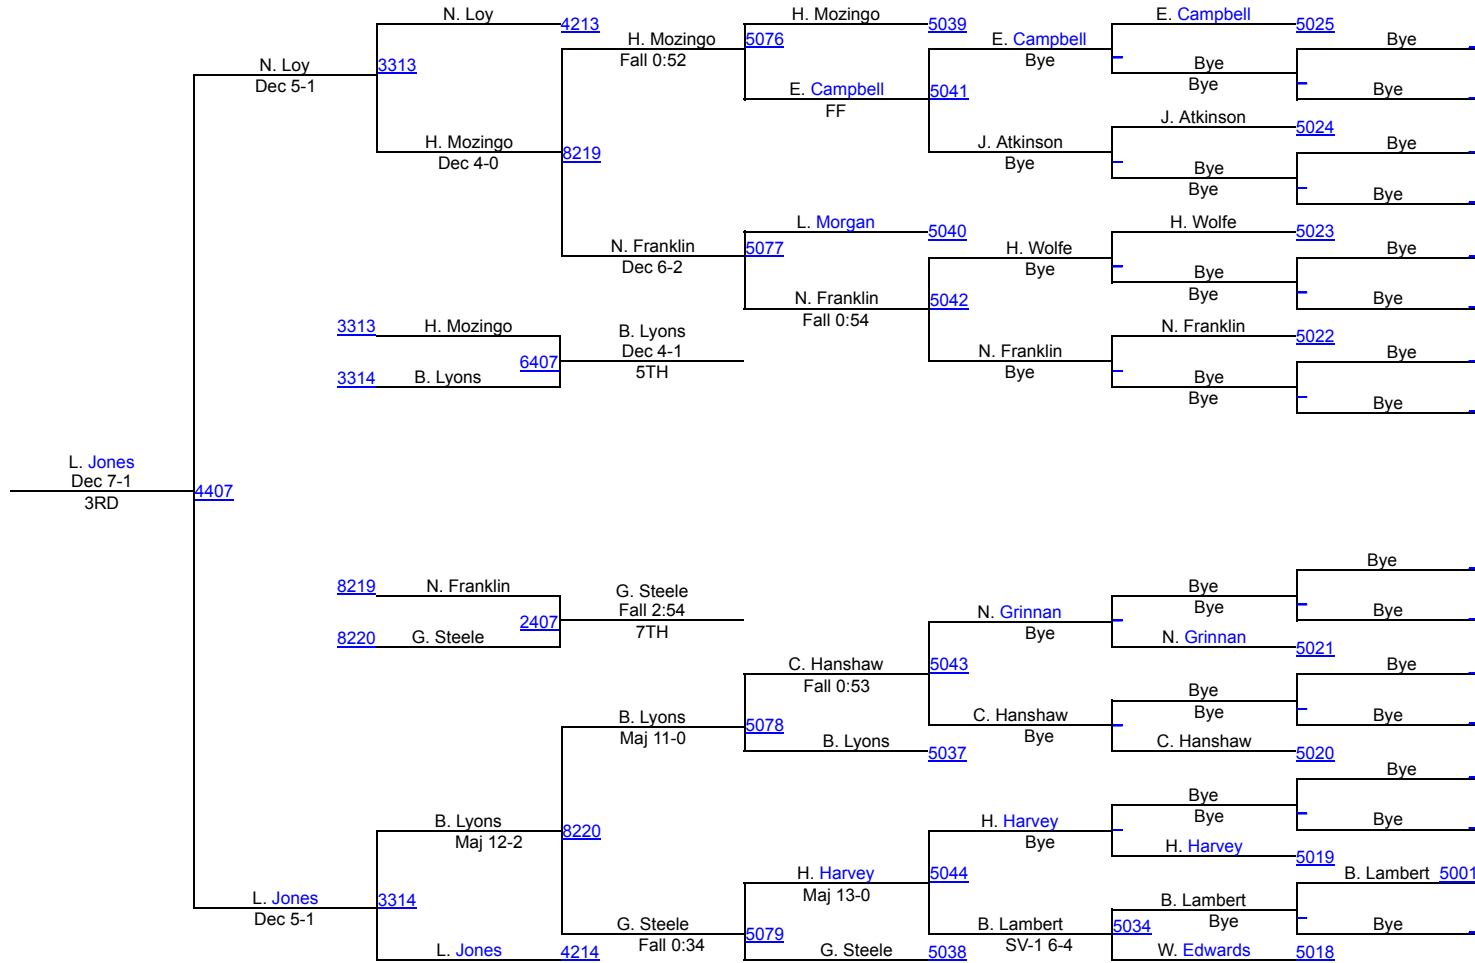 N. Loy
4213
H. Mozingo
5039
E. Campbell
5025
H. Mozingo
5076
Fall 0:52
E. Campbell
Bye
Bye
N. Loy
Dec 5-1
3313
Bye
Bye
E. Campbell
FF
5041
Bye
H. Mozingo
Dec 4-0
8219
J. Atkinson
Bye
J. Atkinson
5024
Bye
Bye
Bye
Bye
L. Morgan
5040
H. Wolfe
5023
N. Franklin
Dec 6-2
5077
H. Wolfe
Bye
Bye
Bye
Bye
N. Franklin
Fall 0:54
5042
Bye
3313
H. Mozingo
B. Lyons
Dec 4-1
5TH
6407
3314
B. Lyons
N. Franklin
Bye
N. Franklin
5022
Bye
Bye
Bye
Bye
L. Jones
Dec 7-1
3RD
4407
Bye
8219
N. Franklin
G. Steele
Fall 2:54
7TH
2407
8220
G. Steele
N. Grinnan
Bye
Bye
Bye
Bye
N. Grinnan
5021
C. Hanshaw
Fall 0:53
5043
Bye
B. Lyons
Maj 11-0
5078
C. Hanshaw
Bye
Bye
Bye
Bye
B. Lyons
5037
C. Hanshaw
5020
Bye
B. Lyons
Maj 12-2
8220
H. Harvey
Bye
Bye
Bye
Bye
H. Harvey
5019
L. Jones
Dec 5-1
3314
H. Harvey
Maj 13-0
5044
B. Lambert
5001
G. Steele
Fall 0:34
5079
B. Lambert
SV-1 6-4
5034
B. Lambert
Bye
Bye
L. Jones
4214
G. Steele
5038
W. Edwards
5018